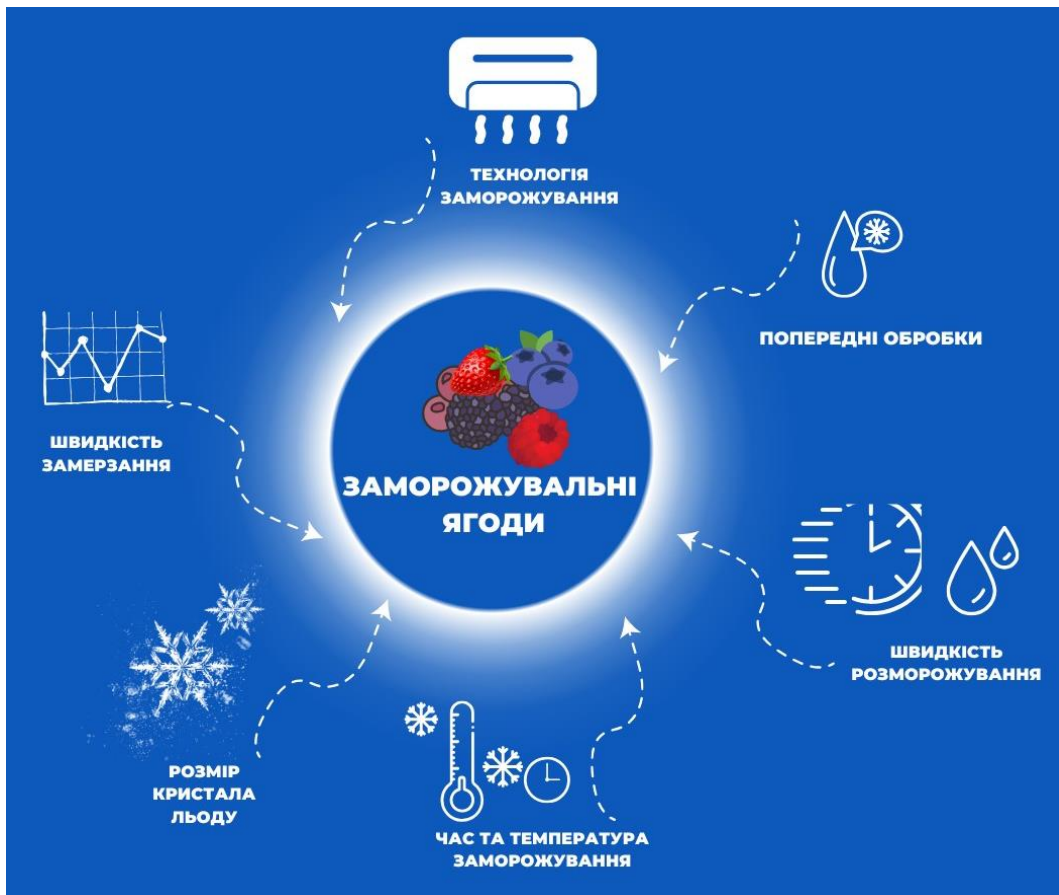 ТЕХНОЛОГІЯ
ЗАМОРОЖУВАННЯ
ПОПЕРЕДНІ ОБРОБКИ
ШВИДКІСТЬ
ЗАМЕРЗАННЯ
ЗАМОРОЖУВАЛЬНІ
ЯГОДИ
ШВИДКІСТЬ
РОЗМОРОЖУВАННЯ
РОЗМІР
КРИСТАЛА
ЛЬОДУ
ЧАС ТА ТЕМПЕРАТУРА
ЗАМОРОЖУВАННЯ